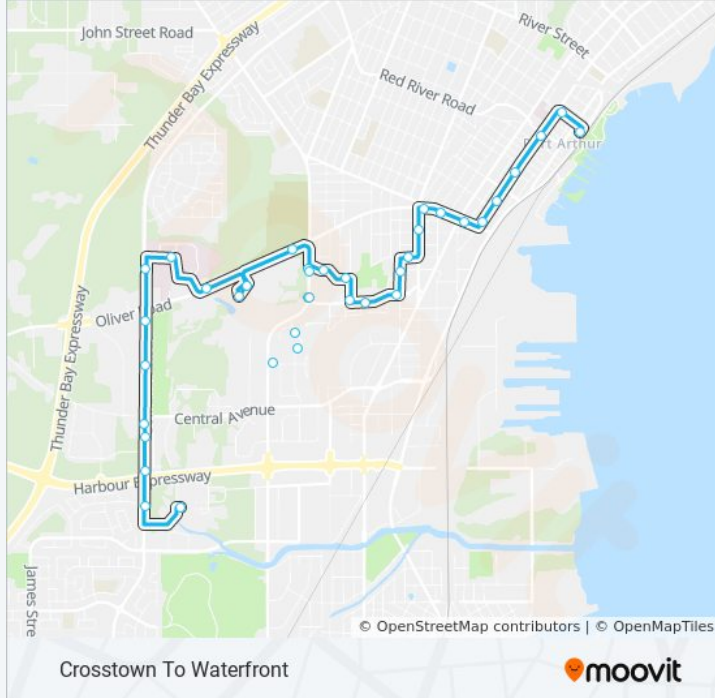 River Street
John Street Road
Thunder Bay Expressway
Red River Road
Port Arthur
Oliver Road
Thunder Bay Expressway
Central Avenue
Harbour Expressway
James Stre
© OpenStreetMap contributors | © OpenMapTiles
Crosstown To Waterfront
moovit